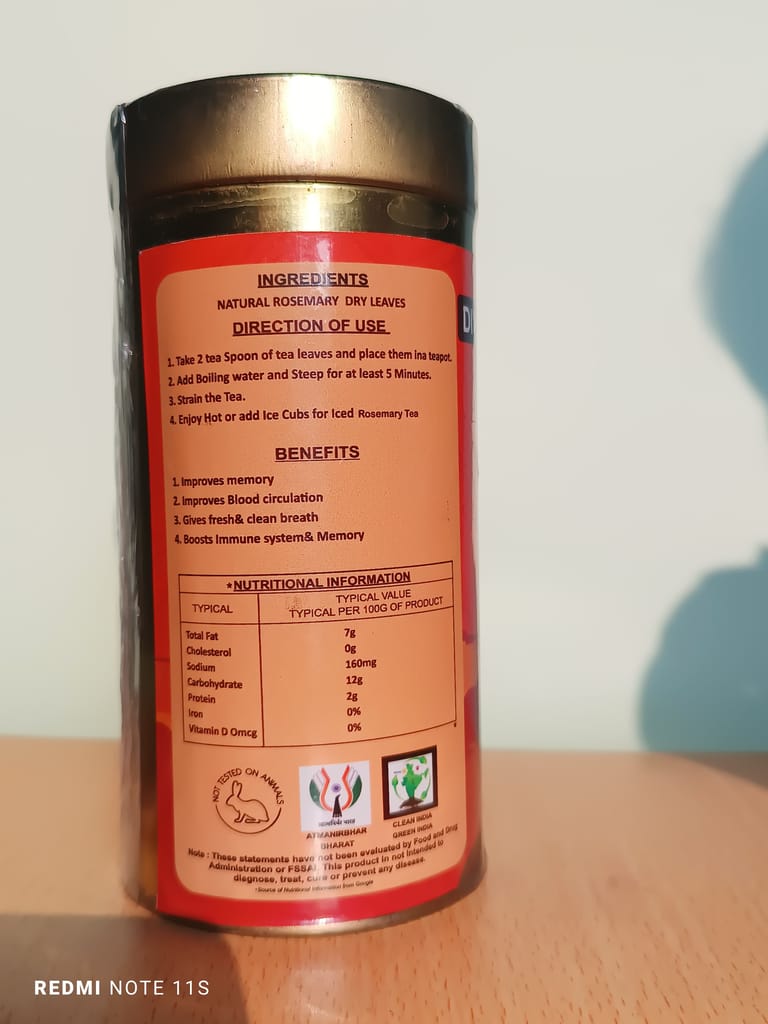 INGREDIENTS
NATURAL ROSEMARY DRY LEAVES
DIRECTION OF USE
1. Take 2 tea Spoon of tea leaves and place them ina teapot.
2. Add Boiling water and Steep for at least 5 Minutes.
3. Strain the Tea.
4. Enjoy Hot or add Ice Cubs for Iced Rosemary Tea
DI
BENEFITS
1. Improves memory
2. Improves Blood circulation
3. Gives fresh& clean breath
4. Boosts Immune system& Memory
*NUTRITIONAL INFORMATION
TYPICAL TYPICAL VALUE
TYPICAL PER 100G OF PRODUCT
Total Fat 7g
Cholesterol 0g
Sodium 160mg
Carbohydrate 12g
Protein 2g
Iron 0%
Vitamin D Omcg 0%
NOT TESTED ON ANIMALS
आत्मनिर्भर भारत
ATMANIRBHAR
BHARAT
CLEAN INDIA
GREEN INDIA
Note : These statements have not been evaluated by Food and Drug
Administration or FSSAI. This product in not Intended to
diagnose, treat, cure or prevent any disease.
*Source of Nutritional Information from Google
REDMI NOTE 11S